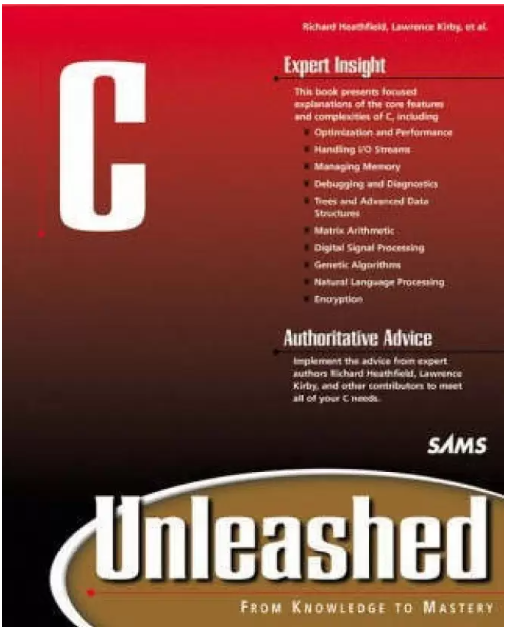 Richard Heathfield, Lawrence Kirby, et al.
Expert Insight
This book presents focused
explanations of the core features
and complexities of C, including
Optimization and Performance
Handling I/O Streams
Managing Memory
Debugging and Diagnostics
Trees and Advanced Data
Structures
Matrix Arithmetic
Digital Signal Processing
Genetic Algorithms
Natural Language Processing
Encryption
C
Authoritative Advice
Implement the advice from expert
authors Richard Heathfield, Lawrence
Kirby, and other contributors to meet
all of your C needs.
SAMS
Unleashed
FROM KNOWLEDGE TO MASTERY